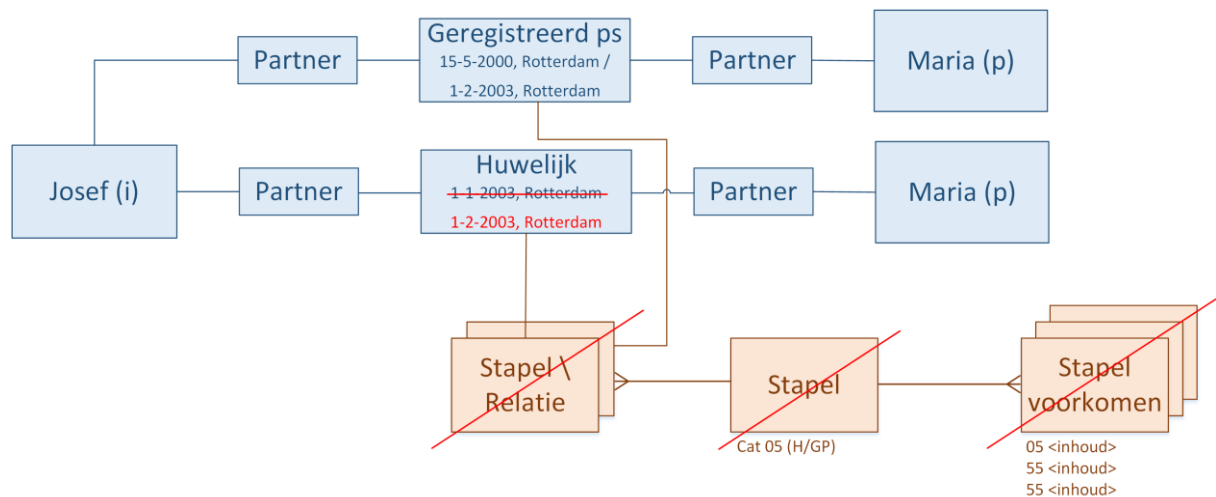 Geregistreerd ps
15-5-2000, Rotterdam /
1-2-2003, Rotterdam
Partner
Partner
Maria (p)
Josef (i)
Partner
Huwelijk
1-1-2003, Rotterdam
1-2-2003, Rotterdam
Partner
Maria (p)
Stapel \
Relatie
Stapel
Cat 05 (H/GP)
Stapel
voorkomen
05 <inhoud>
55 <inhoud>
55 <inhoud>